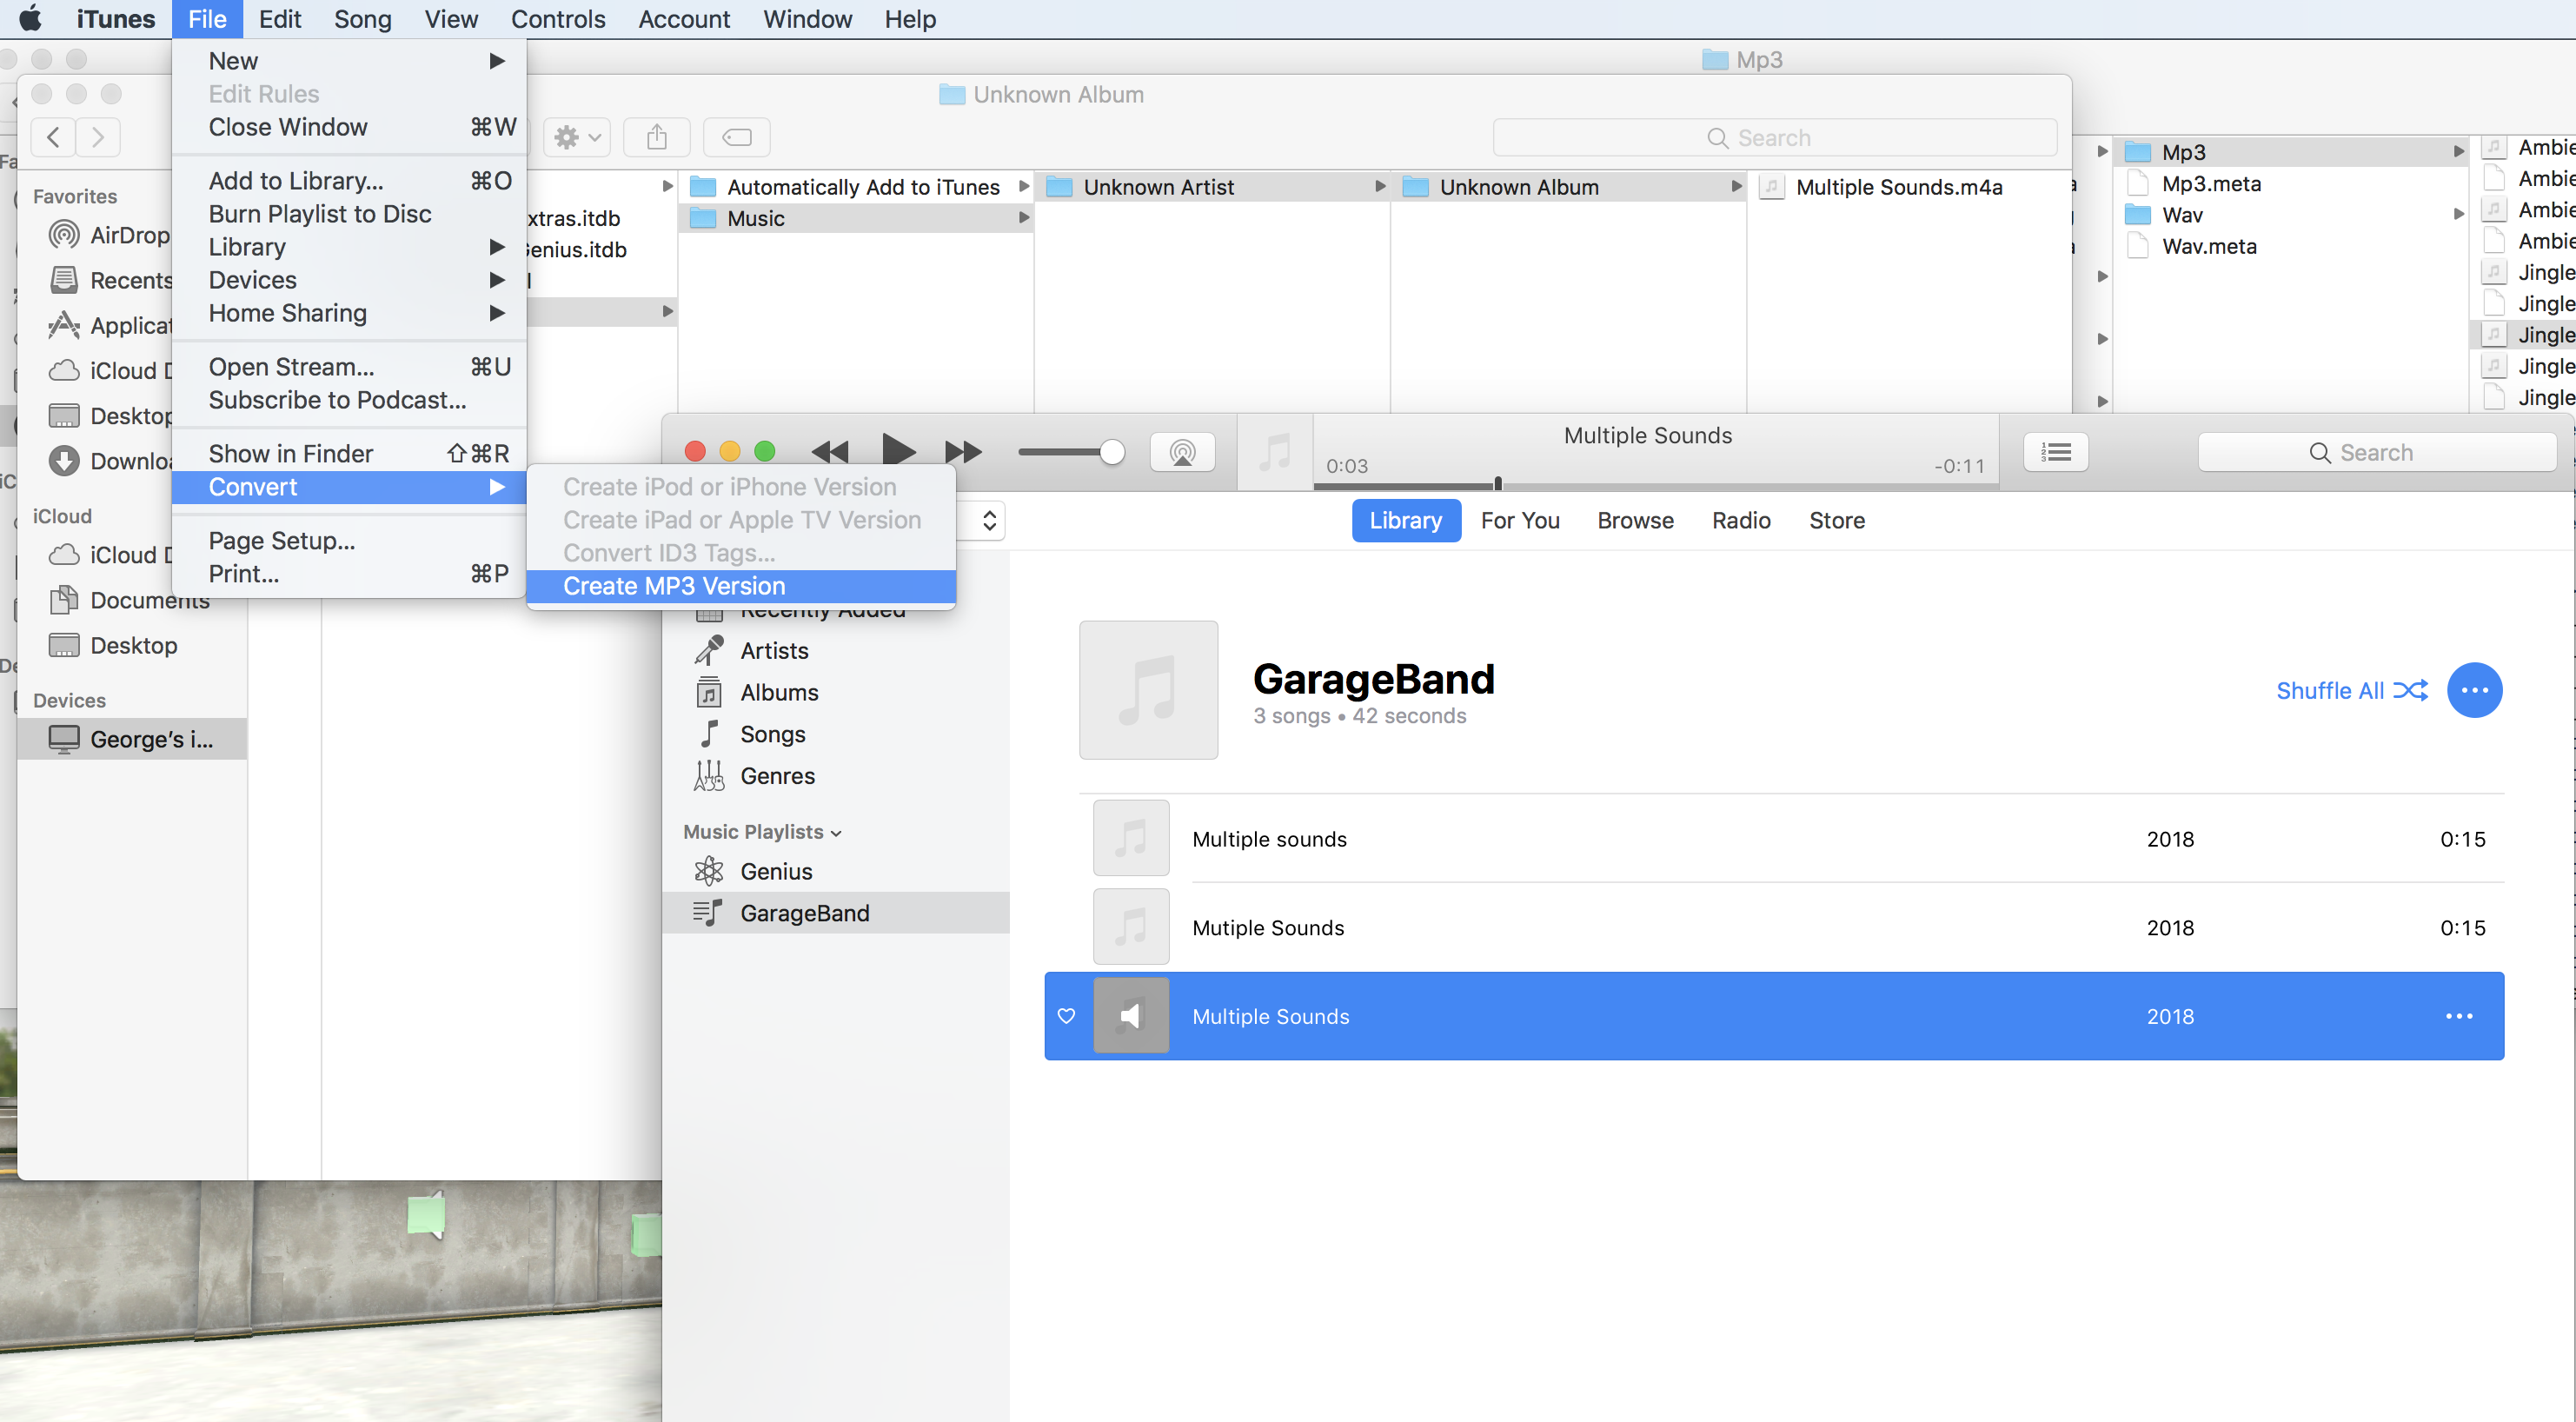 iTunes File Edit Song View Controls Account Window Help
Mp3
New
Edit Rules
Close Window ⌘W
Add to Library... ⌘O
Burn Playlist to Disc
Library
Devices
Home Sharing
Open Stream... ⌘U
Subscribe to Podcast...
Show in Finder ⇧⌘R
Convert
Page Setup...
Print... ⌘P
Create iPod or iPhone Version
Create iPad or Apple TV Version
Convert ID3 Tags...
Create MP3 Version
Unknown Album
Search
Favorites
AirDrop
Recents
Applicat
iCloud D
Desktop
Downloa
iCloud
iCloud D
Documents
Desktop
Devices
George's i...
xtras.itdb
Genius.itdb
Automatically Add to iTunes
Music
Unknown Artist
Unknown Album
Multiple Sounds.m4a
Mp3
Mp3.meta
Wav
Wav.meta
Ambie
Ambie
Ambie
Ambie
Jingle
Jingle
Jingle
Jingle
Jingle
Multiple Sounds
0:03 -0:11
Search
Library For You Browse Radio Store
Recently Added
Artists
Albums
Songs
Genres
Music Playlists
Genius
GarageBand
GarageBand
3 songs • 42 seconds
Shuffle All
Multiple sounds 2018 0:15
Mutiple Sounds 2018 0:15
Multiple Sounds 2018